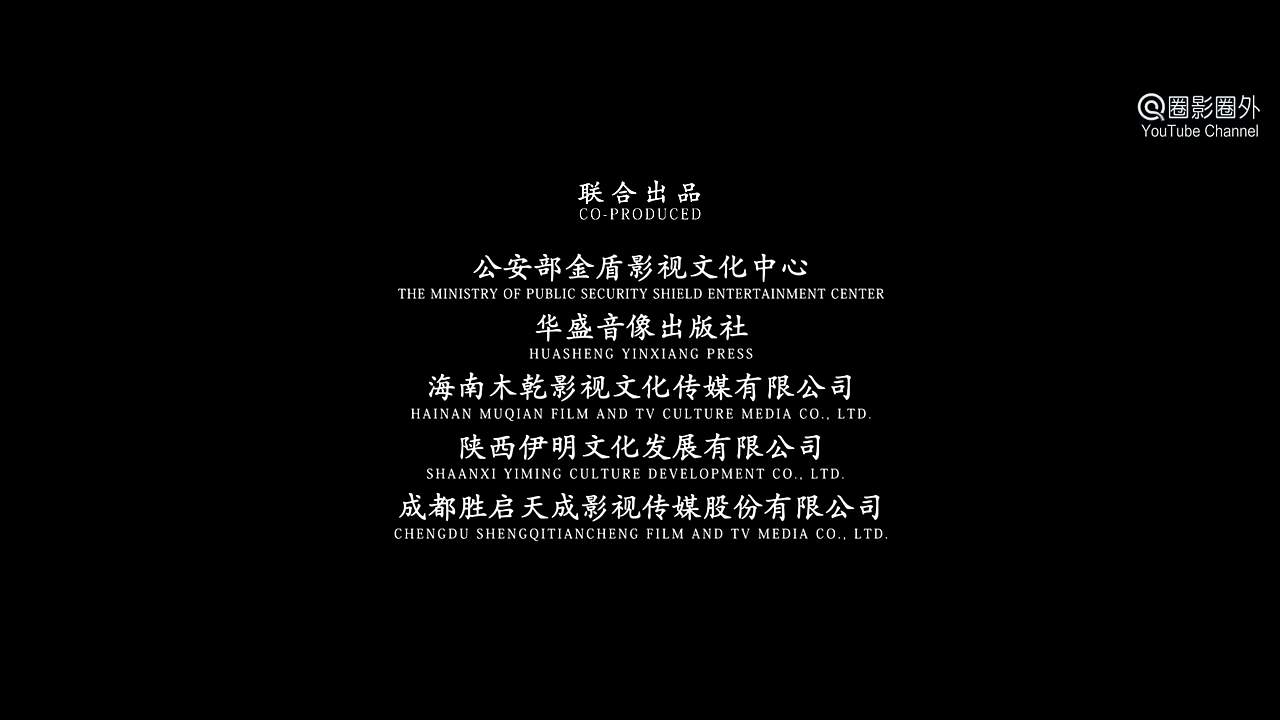 圈影圈外
YouTube Channel
联合出品
CO-PRODUCED
公安部金盾影视文化中心
THE MINISTRY OF PUBLIC SECURITY SHIELD ENTERTAINMENT CENTER
华盛音像出版社
HUASHENG YINXIANG PRESS
海南木乾影视文化传媒有限公司
HAINAN MUQIAN FILM AND TV CULTURE MEDIA CO., LTD.
陕西伊明文化发展有限公司
SHAANXI YIMING CULTURE DEVELOPMENT CO., LTD.
成都胜启天成影视传媒股份有限公司
CHENGDU SHENGQITIANCHENG FILM AND TV MEDIA CO., LTD.